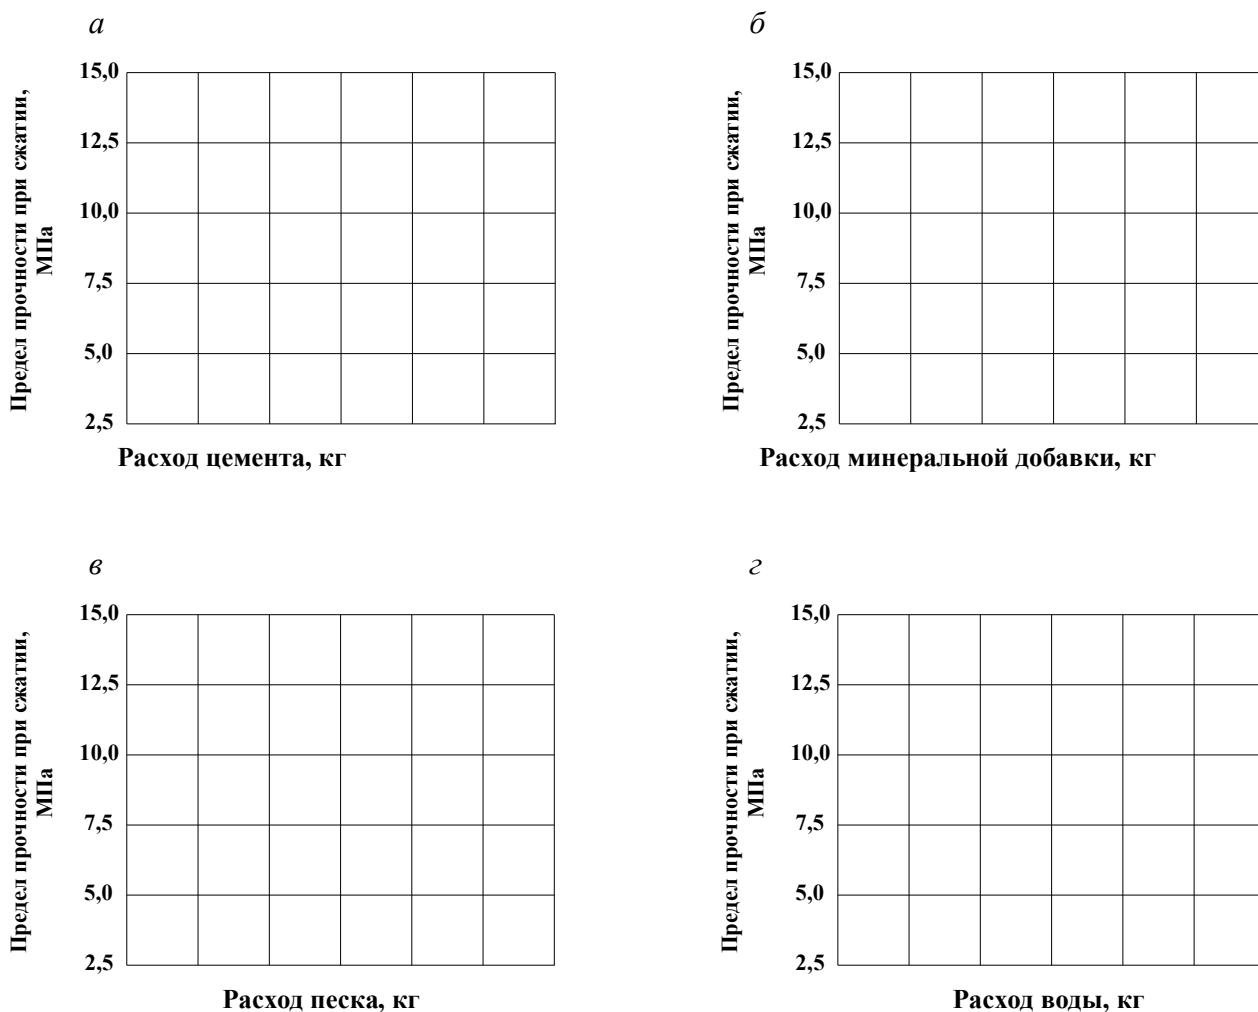 а
15,0
12,5
10,0
7,5
5,0
2,5
Предел прочности при сжатии,
МПа
Расход цемента, кг
б
15,0
12,5
10,0
7,5
5,0
2,5
Предел прочности при сжатии,
МПа
Расход минеральной добавки, кг
в
15,0
12,5
10,0
7,5
5,0
2,5
Предел прочности при сжатии,
МПа
Расход песка, кг
г
15,0
12,5
10,0
7,5
5,0
2,5
Предел прочности при сжатии,
МПа
Расход воды, кг